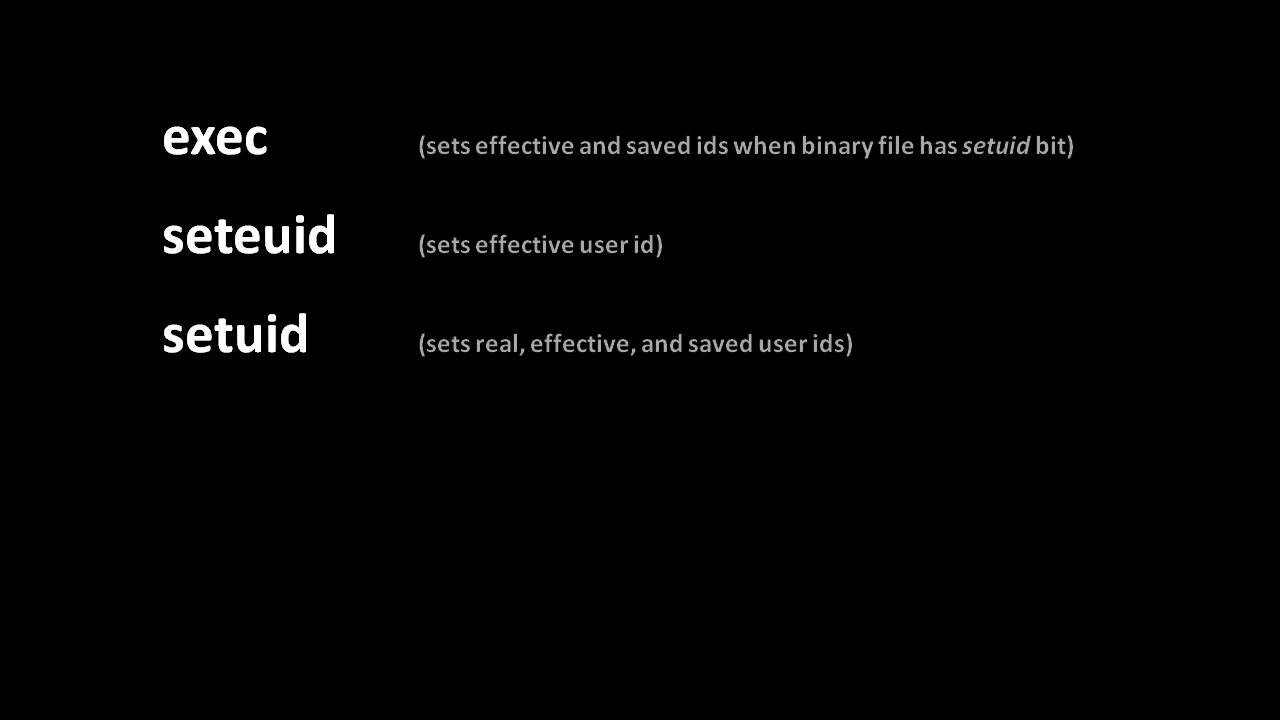 exec (sets effective and saved ids when binary file has setuid bit)
seteuid (sets effective user id)
setuid (sets real, effective, and saved user ids)